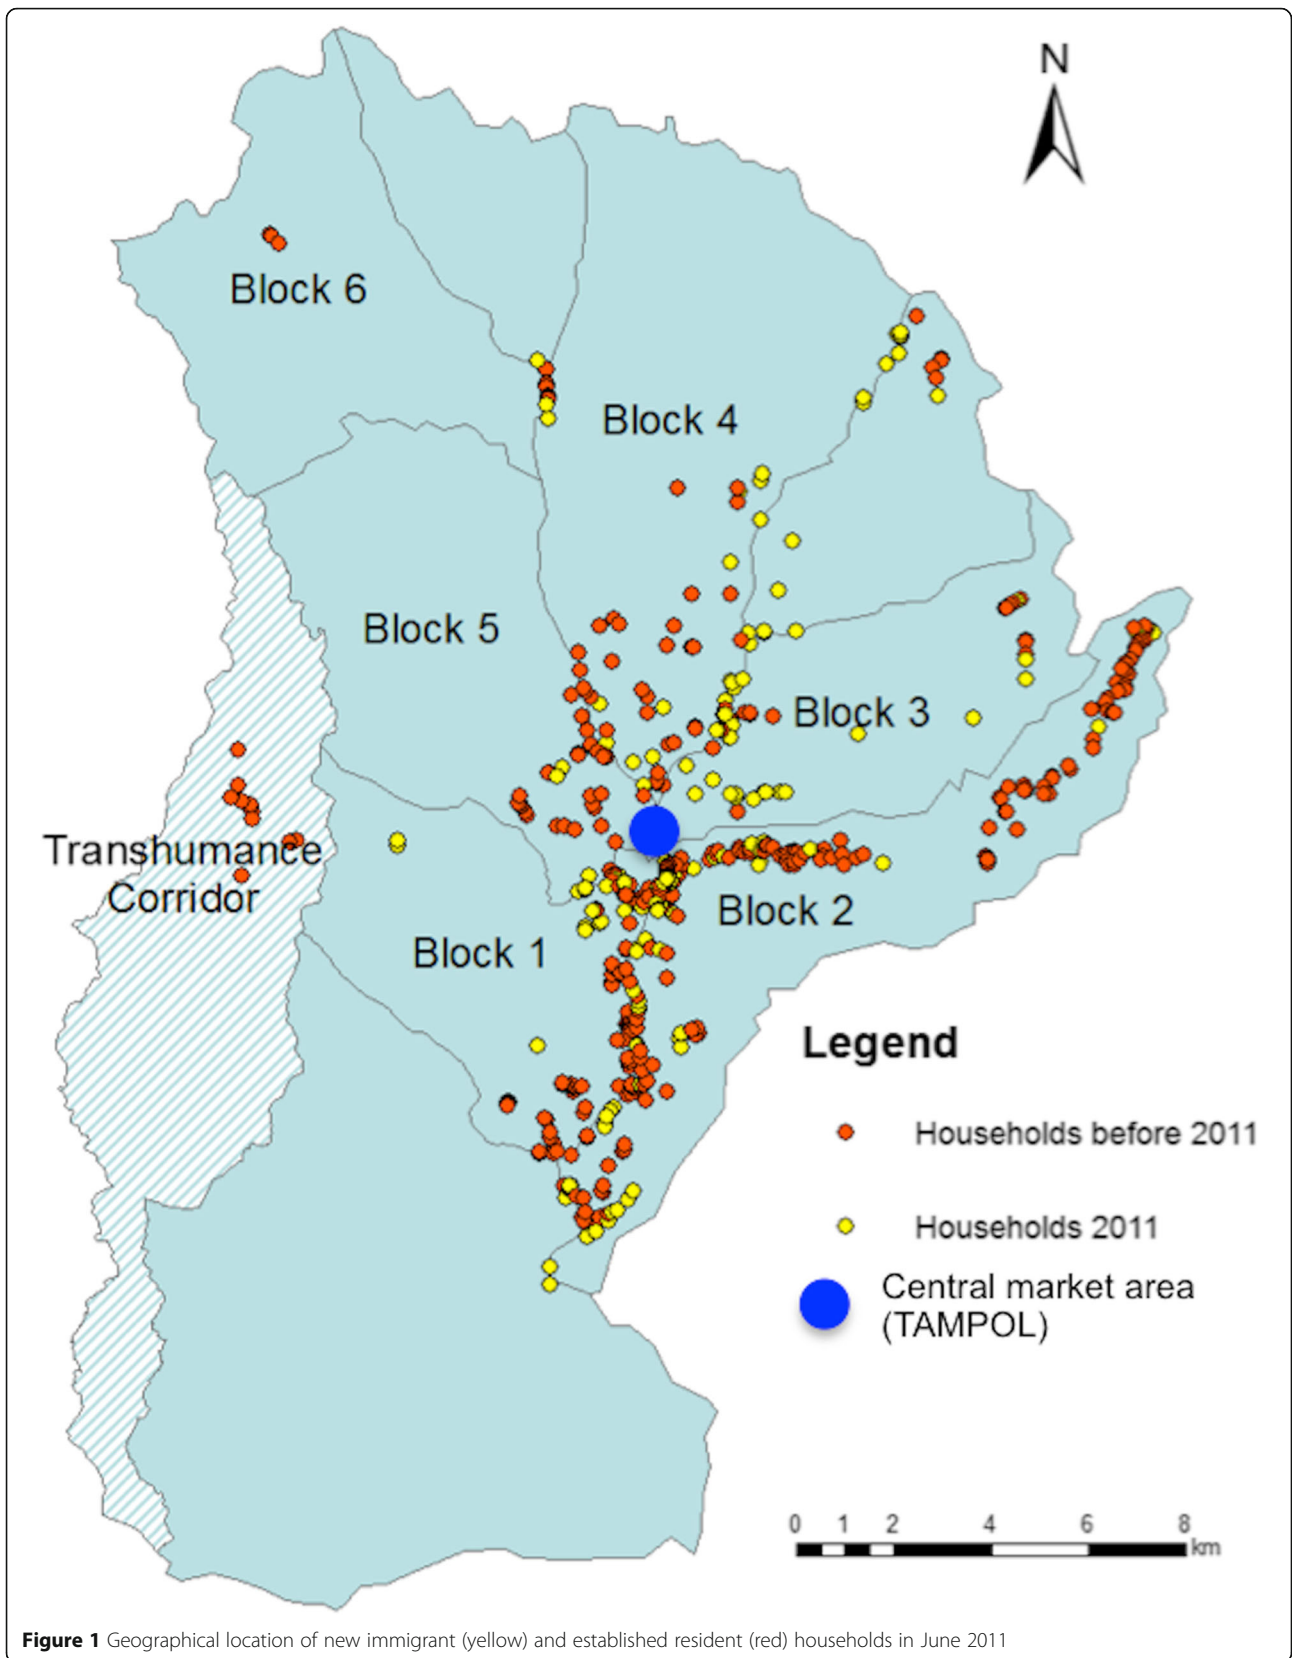 N
Block 6
Block 4
Block 5
Block 3
Transhumance
Corridor
Block 2
Block 1
Legend
Households before 2011
Households 2011
Central market area
(TAMPOL)
0 1 2 4 6 8
km
Figure 1 Geographical location of new immigrant (yellow) and established resident (red) households in June 2011